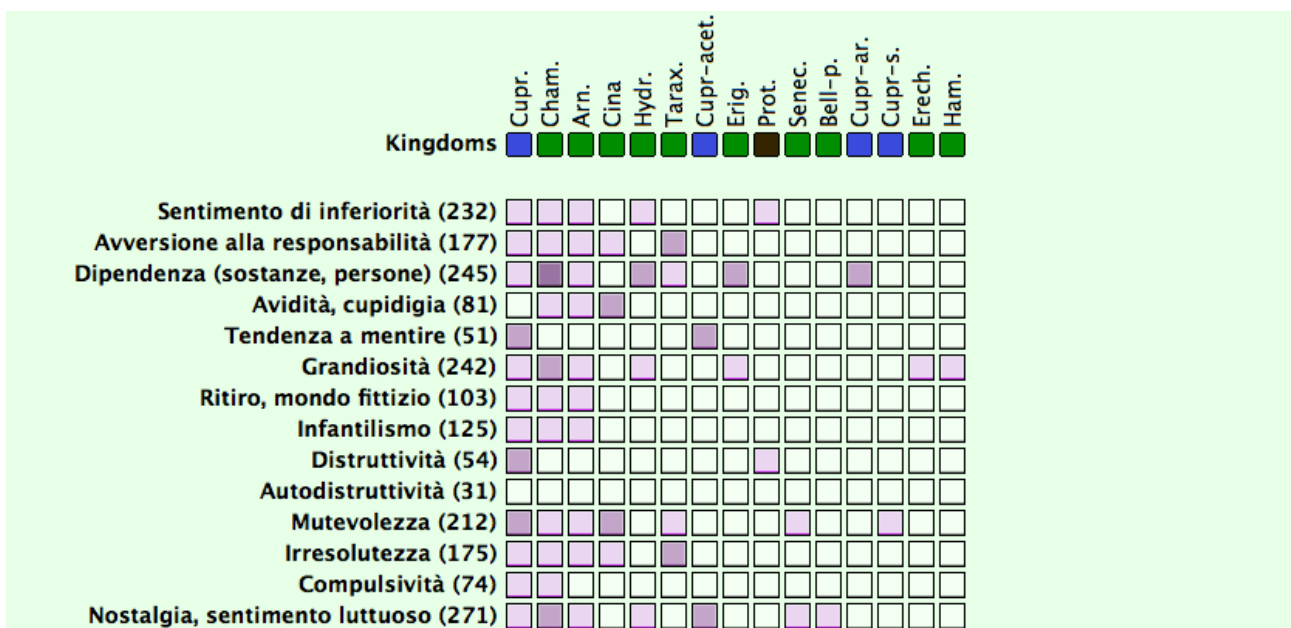 Cupr. Cham. Arn. Cina Hydr. Tarax. Cupr-acet. Erig. Prot. Senec. Bell-p. Cupr-ar. Cupr-s. Erech. Ham.
Kingdoms
Sentimento di inferiorità (232)
Avversione alla responsabilità (177)
Dipendenza (sostanze, persone) (245)
Avidità, cupidigia (81)
Tendenza a mentire (51)
Grandiosità (242)
Ritiro, mondo fittizio (103)
Infantilismo (125)
Distruttività (54)
Autodistruttività (31)
Mutevolezza (212)
Irresolutezza (175)
Compulsività (74)
Nostalgia, sentimento luttuoso (271)